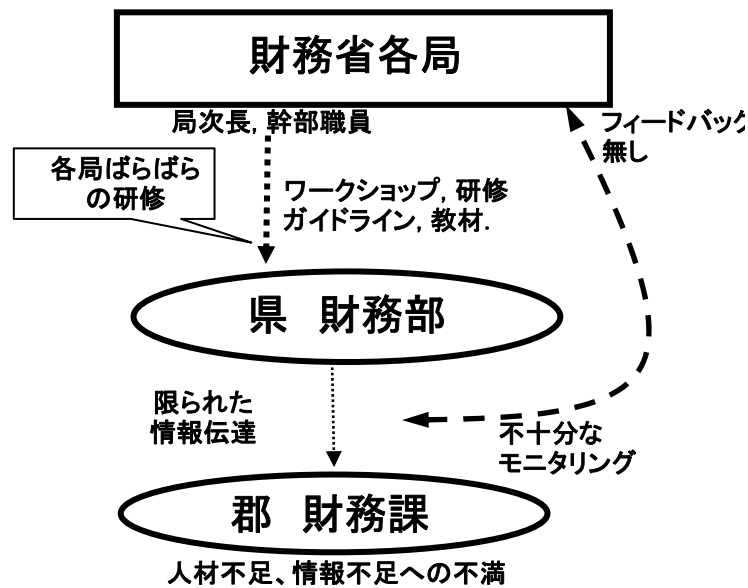 財務省各局
局次長, 幹部職員
フィードバック
無し
各局ばらばら
の研修
ワークショップ, 研修
ガイドライン, 教材.
県 財務部
限られた
情報伝達
不十分な
モニタリング
郡 財務課
人材不足、情報不足への不満